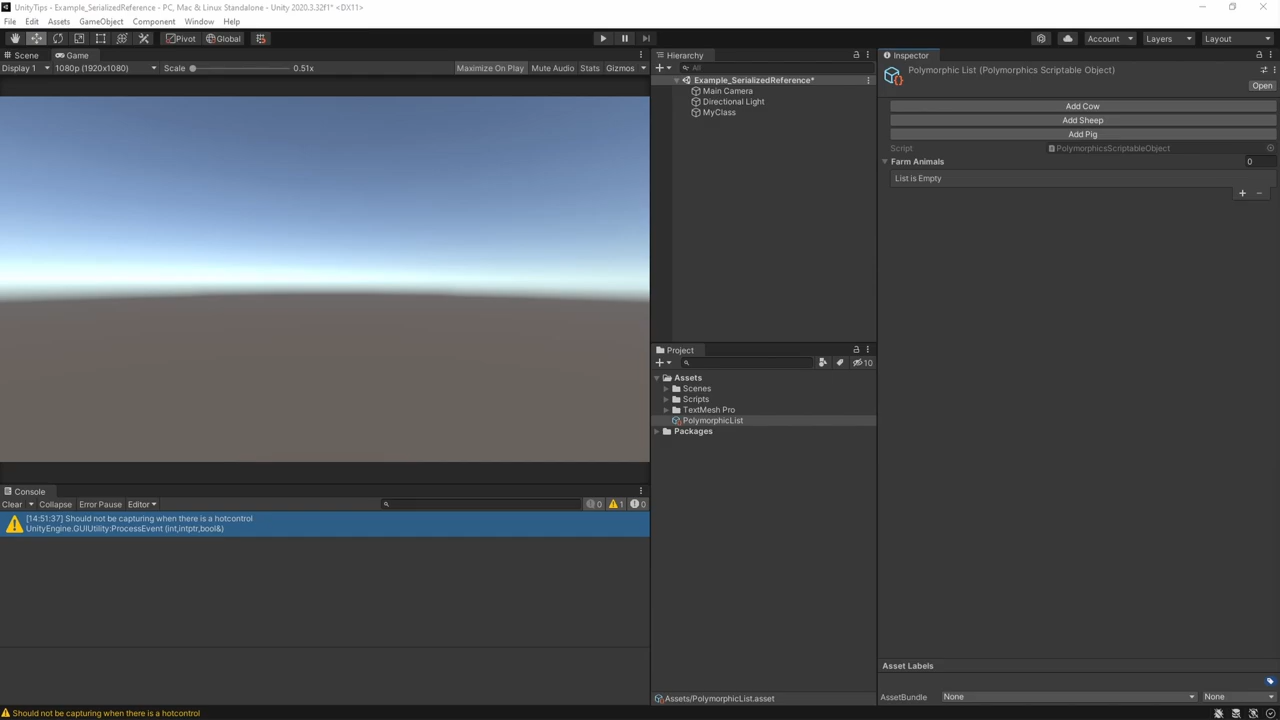 UnityTips - Example_SerializedReference - PC, Mac & Linux Standalone - Unity 2020.3.32f1* <DX11>
File Edit Assets GameObject Component Window Help
Pivot Global Account Layers Layout
Scene Game
Display 1 1080p (1920x1080) Scale 0.51x Maximize On Play Mute Audio Stats Gizmos
Hierarchy
All
Example_SerializedReference*
Main Camera
Directional Light
MyClass
Project
10
Assets
Scenes
Scripts
TextMesh Pro
PolymorphicList
Packages
Assets/PolymorphicList.asset
Inspector
Polymorphic List (Polymorphics Scriptable Object)
Open
Add Cow
Add Sheep
Add Pig
Script PolymorphicsScriptableObject
Farm Animals 0
List is Empty
Asset Labels
AssetBundle None None
Console
Clear Collapse Error Pause Editor 0 1 0
[14:51:37] Should not be capturing when there is a hotcontrol
UnityEngine.GUIUtility:ProcessEvent (int,intptr,bool&)
Should not be capturing when there is a hotcontrol